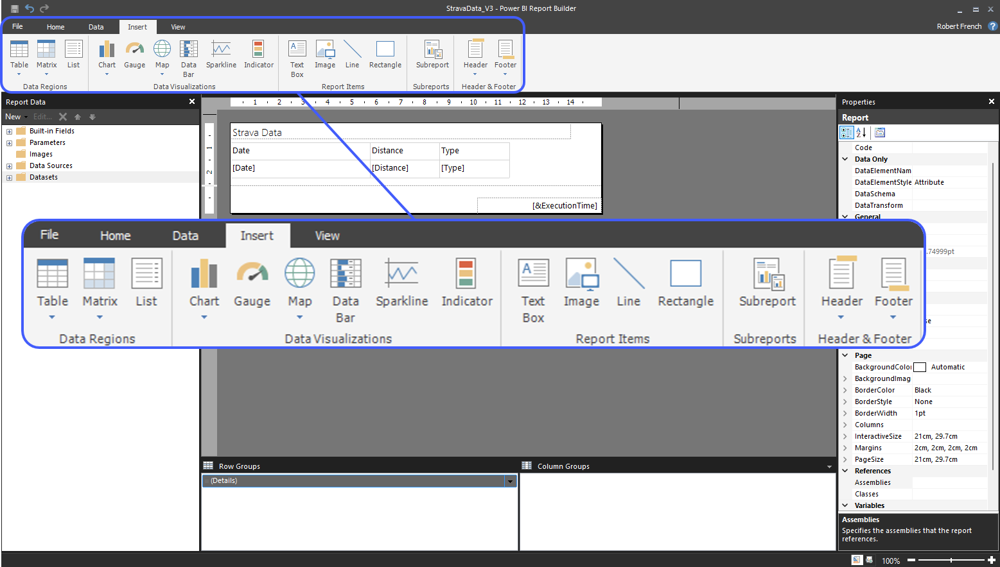 StravaData_V3 - Power BI Report Builder
File Home Data Insert View
Robert French ?
Table Matrix List Chart Gauge Map Data Bar Sparkline Indicator Text Box Image Line Rectangle Subreport Header Footer
Data Regions Data Visualizations Report Items Subreports Header & Footer
Report Data
New Edit...
Built-in Fields
Parameters
Images
Data Sources
Datasets
1 2 3 4 5 6 7 8 9 10 11 12 13 14
1
2
Strava Data
Date Distance Type
[Date] [Distance] [Type]
[&ExecutionTime]
File Home Data Insert View
Table Matrix List Chart Gauge Map Data Bar Sparkline Indicator Text Box Image Line Rectangle Subreport Header Footer
Data Regions Data Visualizations Report Items Subreports Header & Footer
Row Groups
(Details)
Column Groups
Properties
Report
Code
Data Only
DataElementNam
DataElementStyle Attribute
DataSchema
DataTransform
General
.74999pt
se
Page
BackgroundColor Automatic
BackgroundImag
BorderColor Black
BorderStyle None
BorderWidth 1pt
Columns
InteractiveSize 21cm, 29.7cm
Margins 2cm, 2cm, 2cm, 2cm
PageSize 21cm, 29.7cm
References
Assemblies
Classes
Variables
Assemblies
Specifies the assemblies that the report
references.
100%